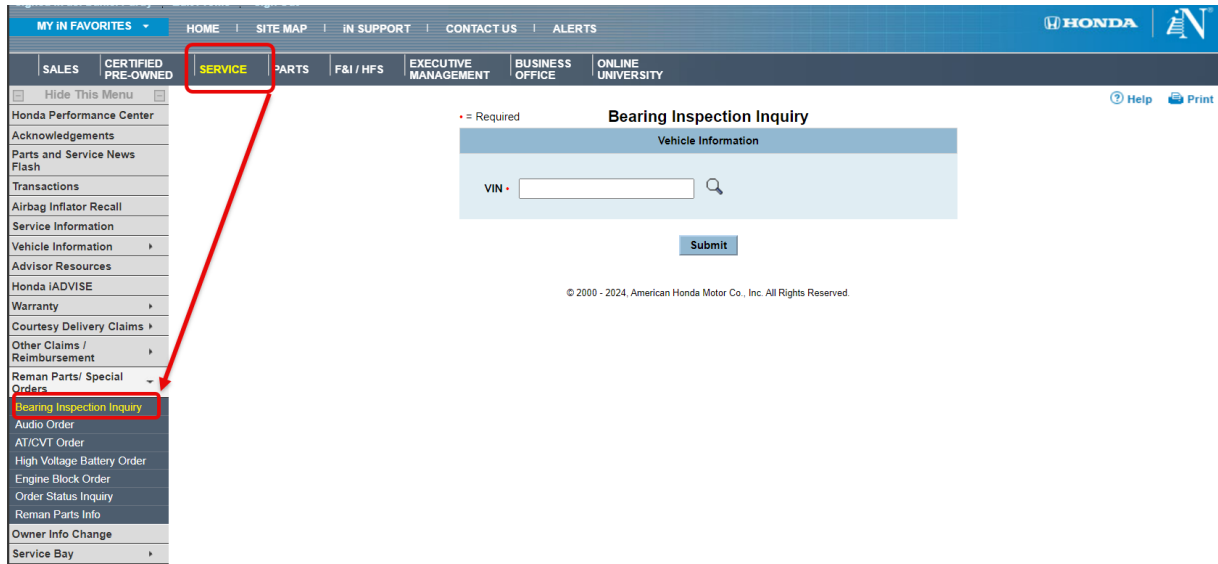 MY iN FAVORITES
HOME
SITE MAP
iN SUPPORT
CONTACT US
ALERTS
HONDA
iN
SALES
CERTIFIED
PRE-OWNED
SERVICE
PARTS
F&I / HFS
EXECUTIVE
MANAGEMENT
BUSINESS
OFFICE
ONLINE
UNIVERSITY
Hide This Menu
Help
Print
Honda Performance Center
Acknowledgements
Parts and Service News
Flash
Transactions
Airbag Inflator Recall
Service Information
Vehicle Information
Advisor Resources
Honda iADVISE
Warranty
Courtesy Delivery Claims
Other Claims /
Reimbursement
Reman Parts/ Special
Orders
Bearing Inspection Inquiry
Audio Order
AT/CVT Order
High Voltage Battery Order
Engine Block Order
Order Status Inquiry
Reman Parts Info
Owner Info Change
Service Bay
• = Required
Bearing Inspection Inquiry
Vehicle Information
VIN •
Submit
© 2000 - 2024, American Honda Motor Co., Inc. All Rights Reserved.